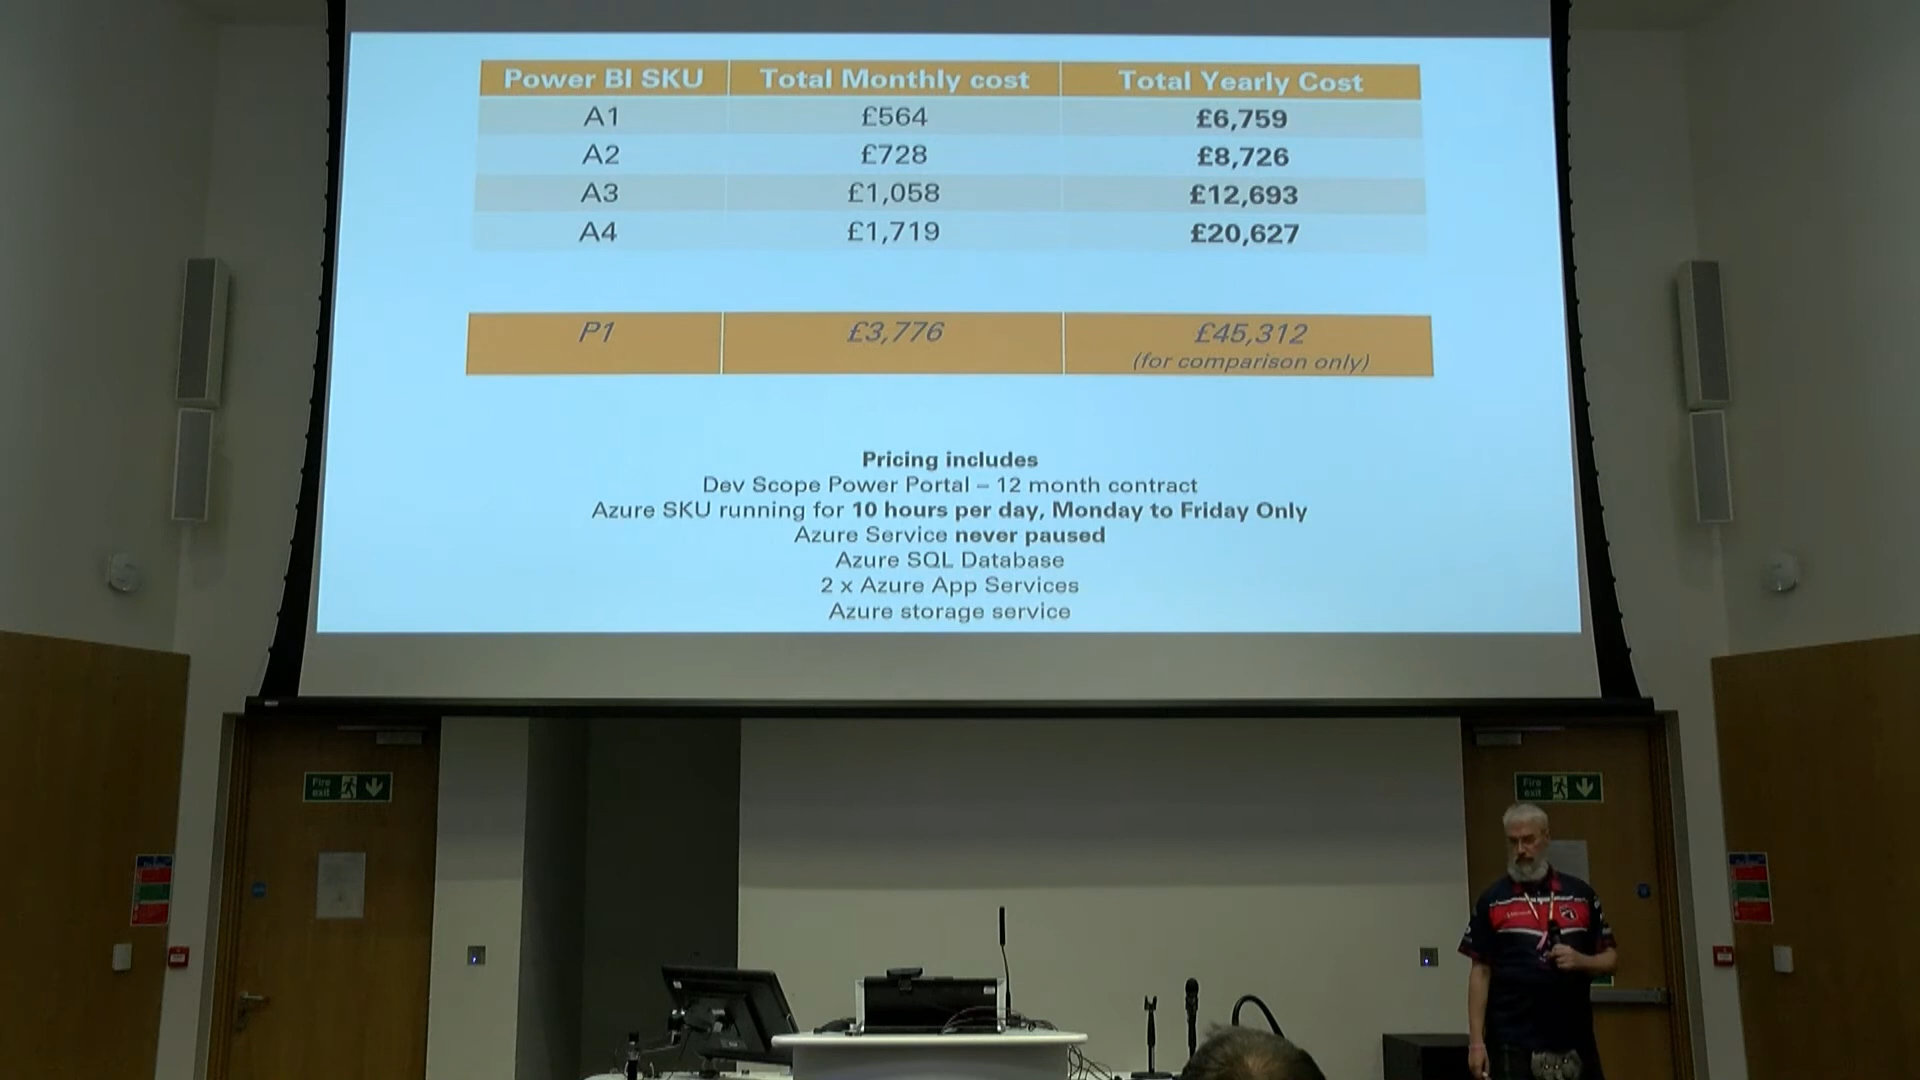 Power BI SKU Total Monthly cost Total Yearly Cost
A1 £564 £6,759
A2 £728 £8,726
A3 £1,058 £12,693
A4 £1,719 £20,627
P1 £3,776 £45,312
(for comparison only)
Pricing includes
Dev Scope Power Portal – 12 month contract
Azure SKU running for 10 hours per day, Monday to Friday Only
Azure Service never paused
Azure SQL Database
2 x Azure App Services
Azure storage service
Fire
exit
Fire
exit